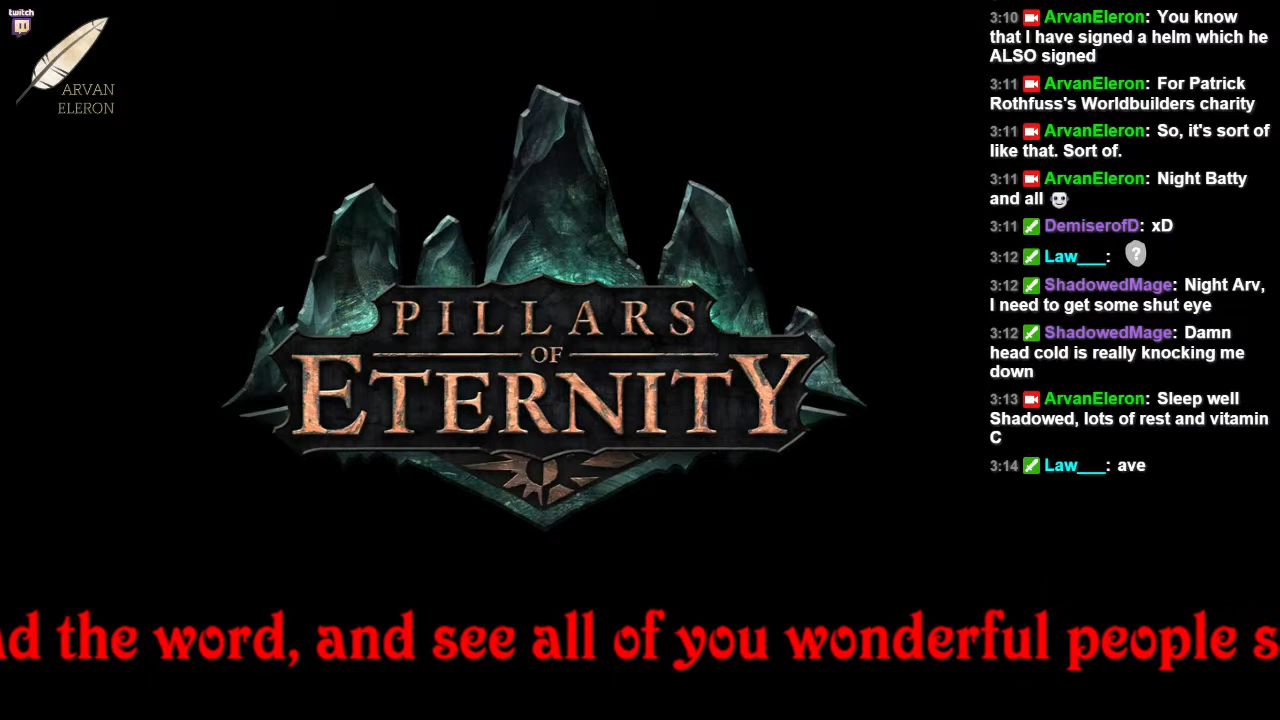 twitch
ARVAN
ELERON
PILLARS
OF
ETERNITY
3:10 ArvanEleron: You know
that I have signed a helm which he
ALSO signed
3:11 ArvanEleron: For Patrick
Rothfuss's Worldbuilders charity
3:11 ArvanEleron: So, it's sort of
like that. Sort of.
3:11 ArvanEleron: Night Batty
and all
3:11 DemiserofD: xD
3:12 Law___: ?
3:12 ShadowedMage: Night Arv,
I need to get some shut eye
3:12 ShadowedMage: Damn
head cold is really knocking me
down
3:13 ArvanEleron: Sleep well
Shadowed, lots of rest and vitamin
C
3:14 Law___: ave
the word, and see all of you wonderful people